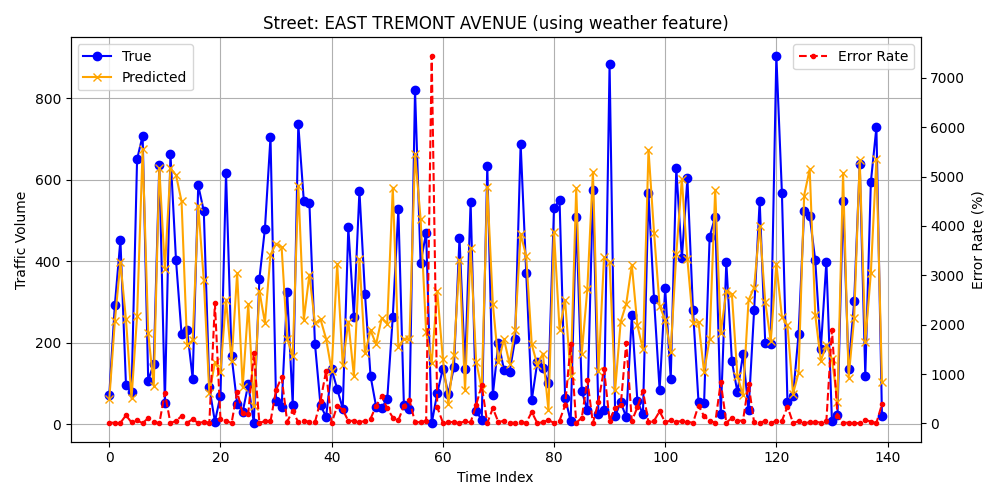 Street: EAST TREMONT AVENUE (using weather feature)
True
Predicted
Error Rate
Traffic Volume
800
600
400
200
0
7000
6000
5000
4000
3000
2000
1000
0
Error Rate (%)
0 20 40 60 80 100 120 140
Time Index